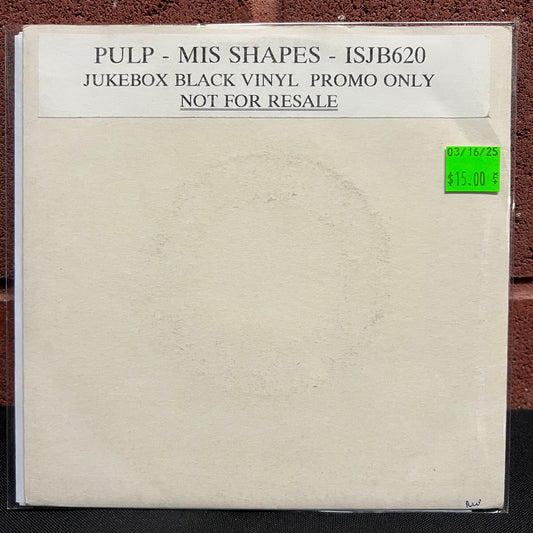 PULP - MIS SHAPES - ISJB620
JUKEBOX BLACK VINYL PROMO ONLY
NOT FOR RESALE
03/16/25
$15.00